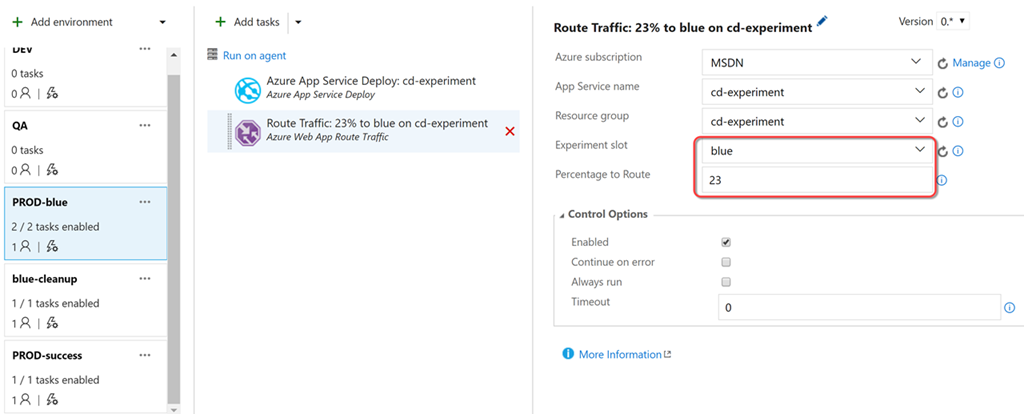 Add environment
DEV
0 tasks
0
QA
0 tasks
0
PROD-blue
2 / 2 tasks enabled
1
blue-cleanup
1 / 1 tasks enabled
1
PROD-success
1 / 1 tasks enabled
1
Add tasks
Run on agent
Azure App Service Deploy: cd-experiment
Azure App Service Deploy
Route Traffic: 23% to blue on cd-experiment
Azure Web App Route Traffic
Route Traffic: 23% to blue on cd-experiment
Version 0.*
Azure subscription
MSDN
Manage
App Service name
cd-experiment
Resource group
cd-experiment
Experiment slot
blue
Percentage to Route
23
Control Options
Enabled
Continue on error
Always run
Timeout
0
More Information